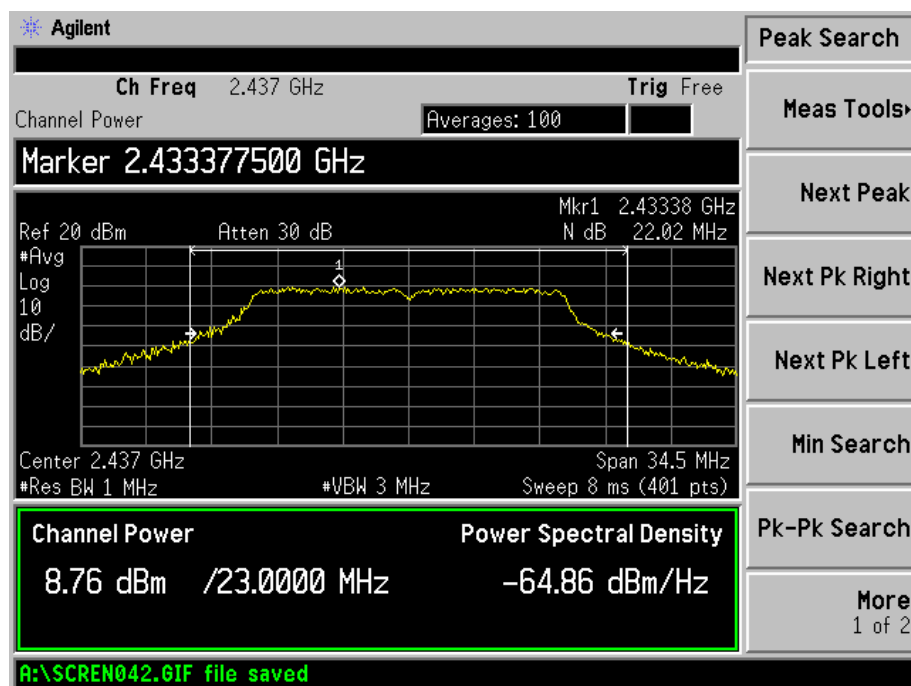 Agilent
Peak Search
Ch Freq 2.437 GHz Trig Free
Channel Power Averages: 100
Meas Tools
Marker 2.433377500 GHz
Next Peak
Mkr1 2.43338 GHz
Ref 20 dBm Atten 30 dB N dB 22.02 MHz
#Avg
Log
10
dB/
1
Next Pk Right
Next Pk Left
Min Search
Center 2.437 GHz Span 34.5 MHz
#Res BW 1 MHz #VBW 3 MHz Sweep 8 ms (401 pts)
Channel Power Power Spectral Density
Pk-Pk Search
8.76 dBm /23.0000 MHz -64.86 dBm/Hz
More
1 of 2
A:\SCREN042.GIF file saved